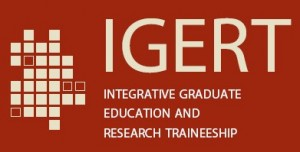 IGERT
INTEGRATIVE GRADUATE
EDUCATION AND
RESEARCH TRAINEESHIP